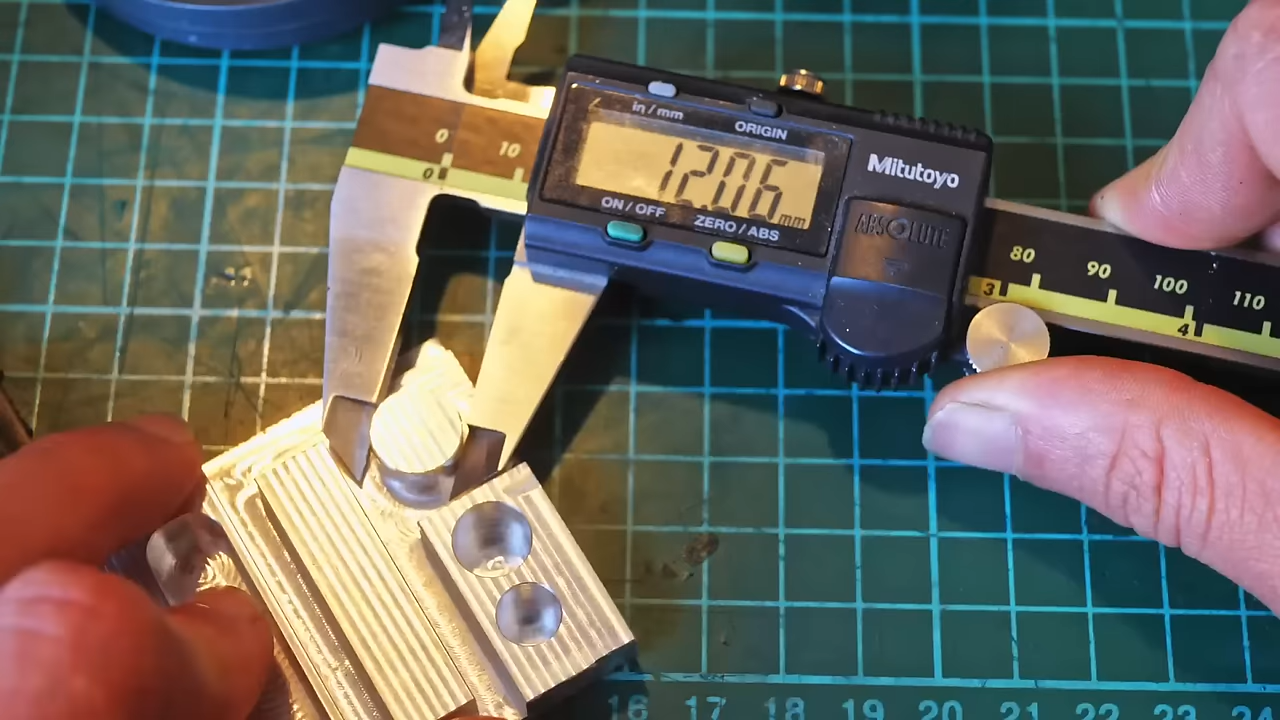 in/mm
ORIGIN
0 10
0
12.06 mm
Mitutoyo
ON/OFF
ZERO/ABS
ABSOLUTE
80 90 100 110
3 4
16 17 18 19 20 21 22 23 24